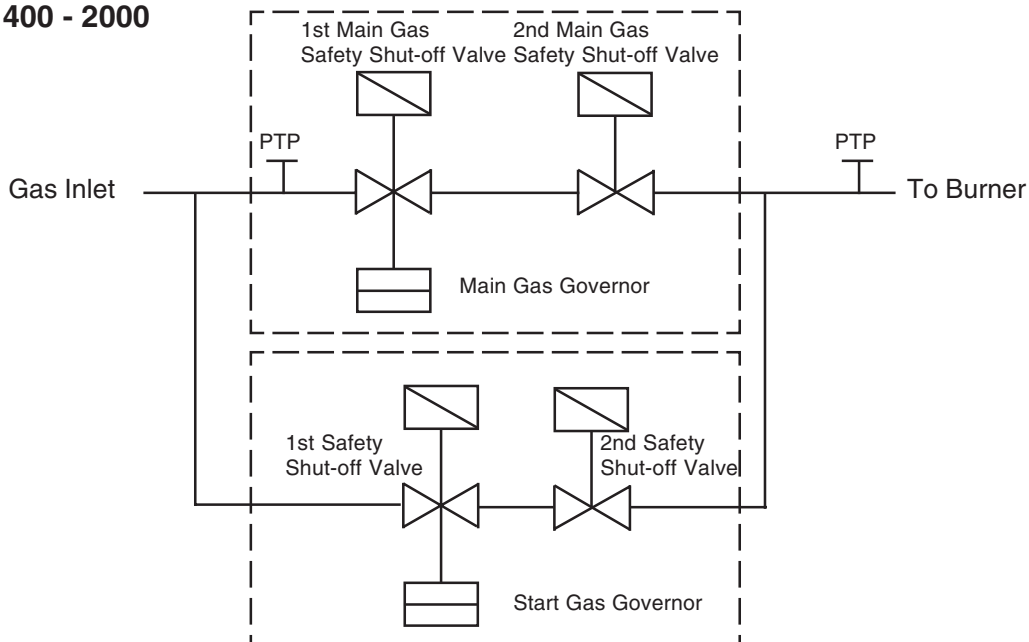 400 - 2000
1st Main Gas
Safety Shut-off Valve
2nd Main Gas
Safety Shut-off Valve
PTP
PTP
Gas Inlet
To Burner
Main Gas Governor
1st Safety
Shut-off Valve
2nd Safety
Shut-off Valve
Start Gas Governor